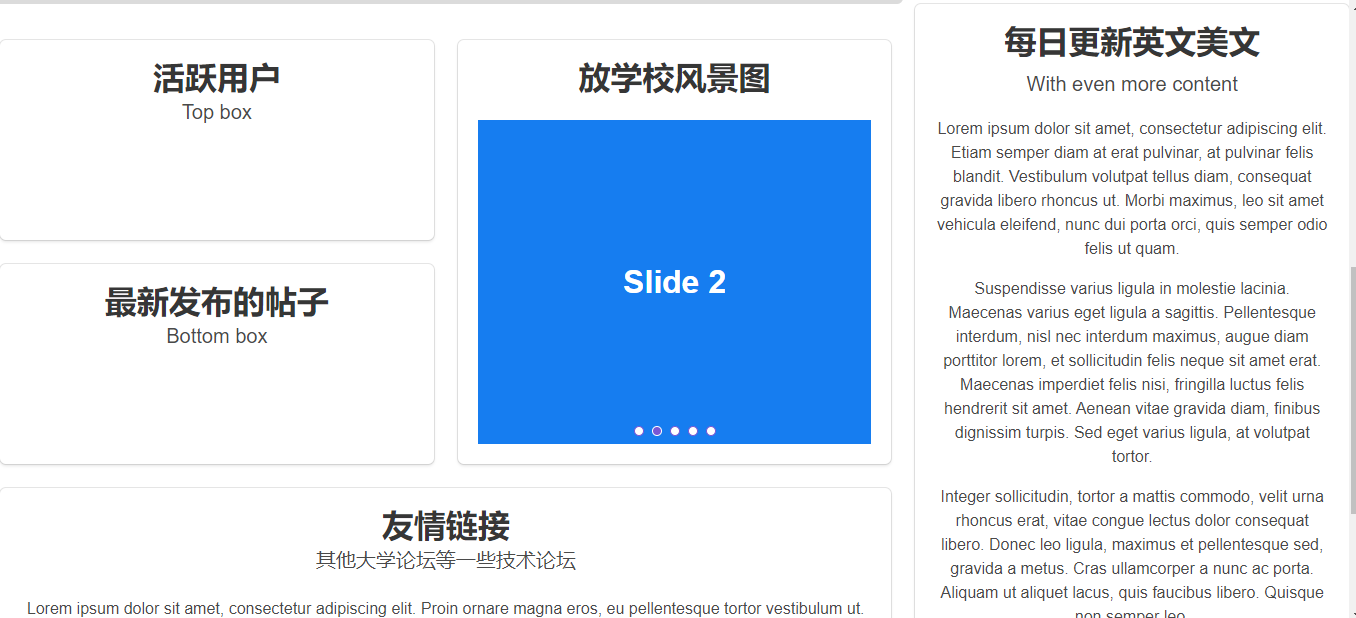 活跃用户
Top box
最新发布的帖子
Bottom box
放学校风景图
Slide 2
友情链接
其他大学论坛等一些技术论坛
Lorem ipsum dolor sit amet, consectetur adipiscing elit. Proin ornare magna eros, eu pellentesque tortor vestibulum ut.
每日更新英文美文
With even more content
Lorem ipsum dolor sit amet, consectetur adipiscing elit.
Etiam semper diam at erat pulvinar, at pulvinar felis
blandit. Vestibulum volutpat tellus diam, consequat
gravida libero rhoncus ut. Morbi maximus, leo sit amet
vehicula eleifend, nunc dui porta orci, quis semper odio
felis ut quam.
Suspendisse varius ligula in molestie lacinia.
Maecenas varius eget ligula a sagittis. Pellentesque
interdum, nisl nec interdum maximus, augue diam
porttitor lorem, et sollicitudin felis neque sit amet erat.
Maecenas imperdiet felis nisi, fringilla luctus felis
hendrerit sit amet. Aenean vitae gravida diam, finibus
dignissim turpis. Sed eget varius ligula, at volutpat
tortor.
Integer sollicitudin, tortor a mattis commodo, velit urna
rhoncus erat, vitae congue lectus dolor consequat
libero. Donec leo ligula, maximus et pellentesque sed,
gravida a metus. Cras ullamcorper a nunc ac porta.
Aliquam ut aliquet lacus, quis faucibus libero. Quisque
non semper leo.